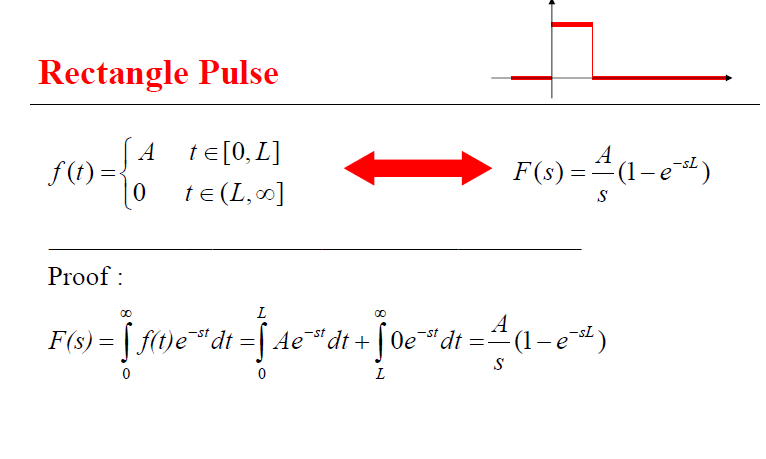 Rectangle Pulse
f(t) = { A t ∈ [0, L]
0 t ∈ (L, ∞]
F(s) = A/s (1 − e^{−sL})
Proof :
F(s) = ∫_0^∞ f(t)e^{−st} dt = ∫_0^L Ae^{−st} dt + ∫_L^∞ 0e^{−st} dt = A/s (1 − e^{−sL})